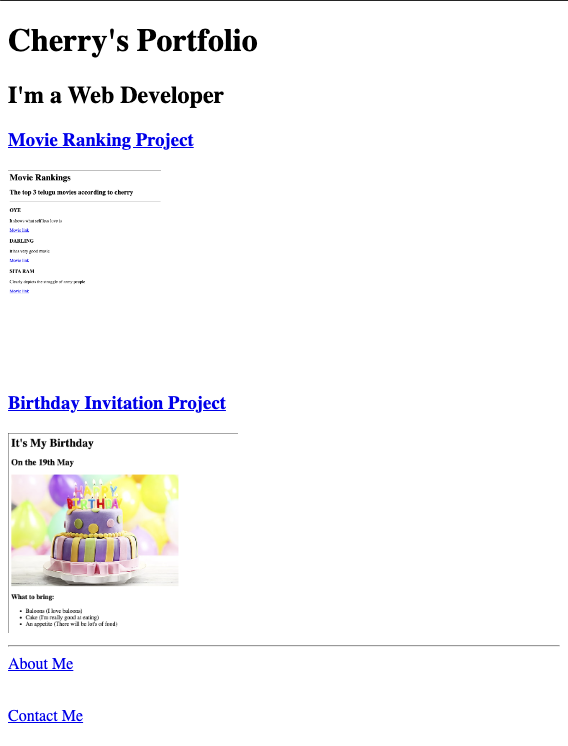 Cherry's Portfolio
I'm a Web Developer
Movie Ranking Project
Movie Rankings
The top 3 telugu movies according to cherry
OYE
It shows what self less love is
Movie link
DARLING
It has very good music
Movie link
SITA RAM
Clearly depicts the struggle of army people
Movie link
Birthday Invitation Project
It's My Birthday
On the 19th May
HAPPY
BIRTHDAY
What to bring:
Baloons (I love baloons)
Cake (I'm really good at eating)
An appetite (There will be lot's of food)
About Me
Contact Me